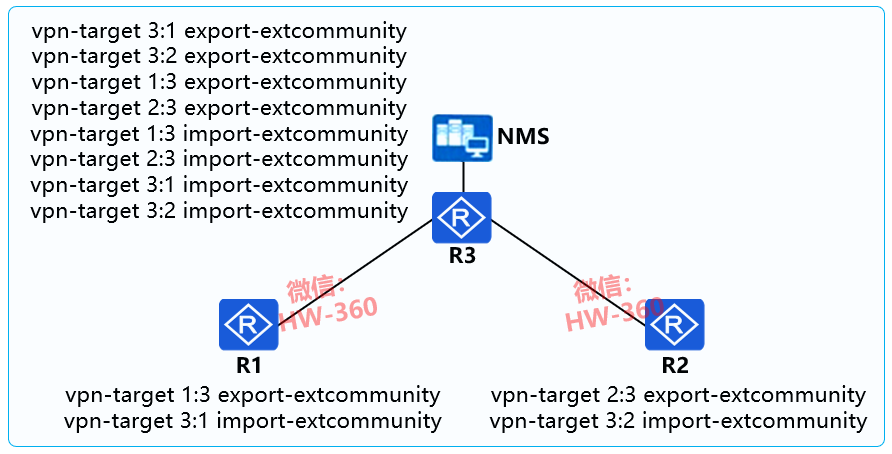 vpn-target 3:1 export-extcommunity
vpn-target 3:2 export-extcommunity
vpn-target 1:3 export-extcommunity
vpn-target 2:3 export-extcommunity
vpn-target 1:3 import-extcommunity
vpn-target 2:3 import-extcommunity
vpn-target 3:1 import-extcommunity
vpn-target 3:2 import-extcommunity
NMS
R
R3
微信:
HW-360
微信:
HW-360
R
R1
R
R2
vpn-target 1:3 export-extcommunity
vpn-target 3:1 import-extcommunity
vpn-target 2:3 export-extcommunity
vpn-target 3:2 import-extcommunity